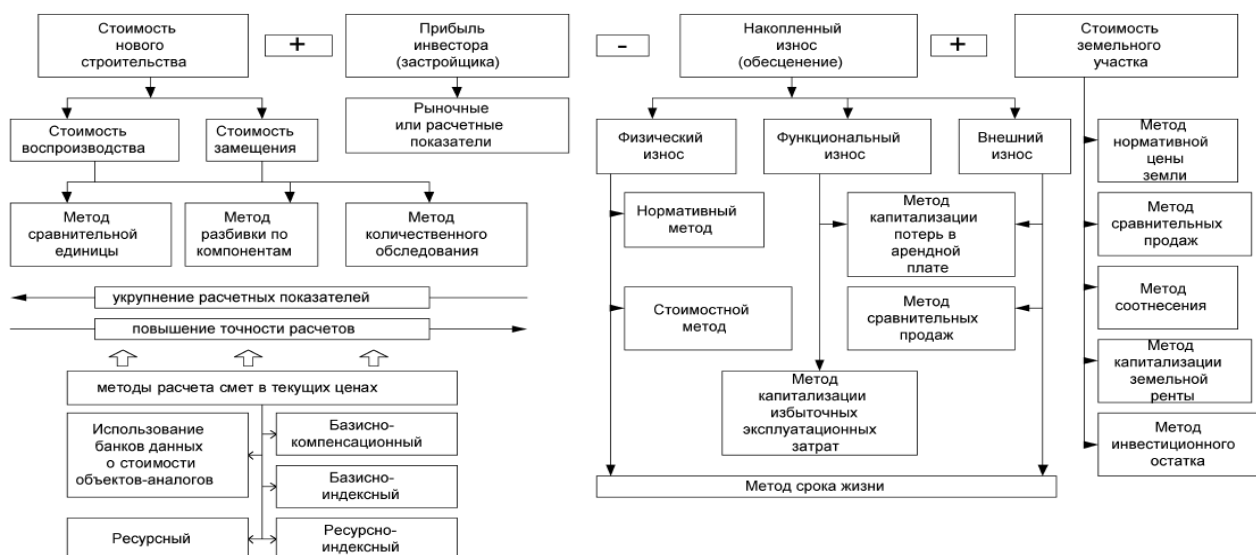 Стоимость
нового
строительства
+
Прибыль
инвестора
(застройщика)
-
Накопленный
износ
(обесценение)
+
Стоимость
земельного
участка
Стоимость
воспроизводства
Стоимость
замещения
Рыночные
или расчетные
показатели
Физический
износ
Функциональный
износ
Внешний
износ
Метод
нормативной
цены
земли
Метод
сравнительной
единицы
Метод
разбивки по
компонентам
Метод
количественного
обследования
Нормативный
метод
Метод
капитализации
потерь в
арендной
плате
Метод
сравнительных
продаж
укрупнение расчетных показателей
повышение точности расчетов
Стоимостной
метод
Метод
сравнительных
продаж
Метод
соотнесения
методы расчета смет в текущих ценах
Метод
капитализации
избыточных
эксплуатационных
затрат
Метод
капитализации
земельной
ренты
Использование
банков данных
о стоимости
объектов-аналогов
Базисно-
компенсационный
Базисно-
индексный
Метод
инвестиционного
остатка
Метод срока жизни
Ресурсный
Ресурсно-
индексный